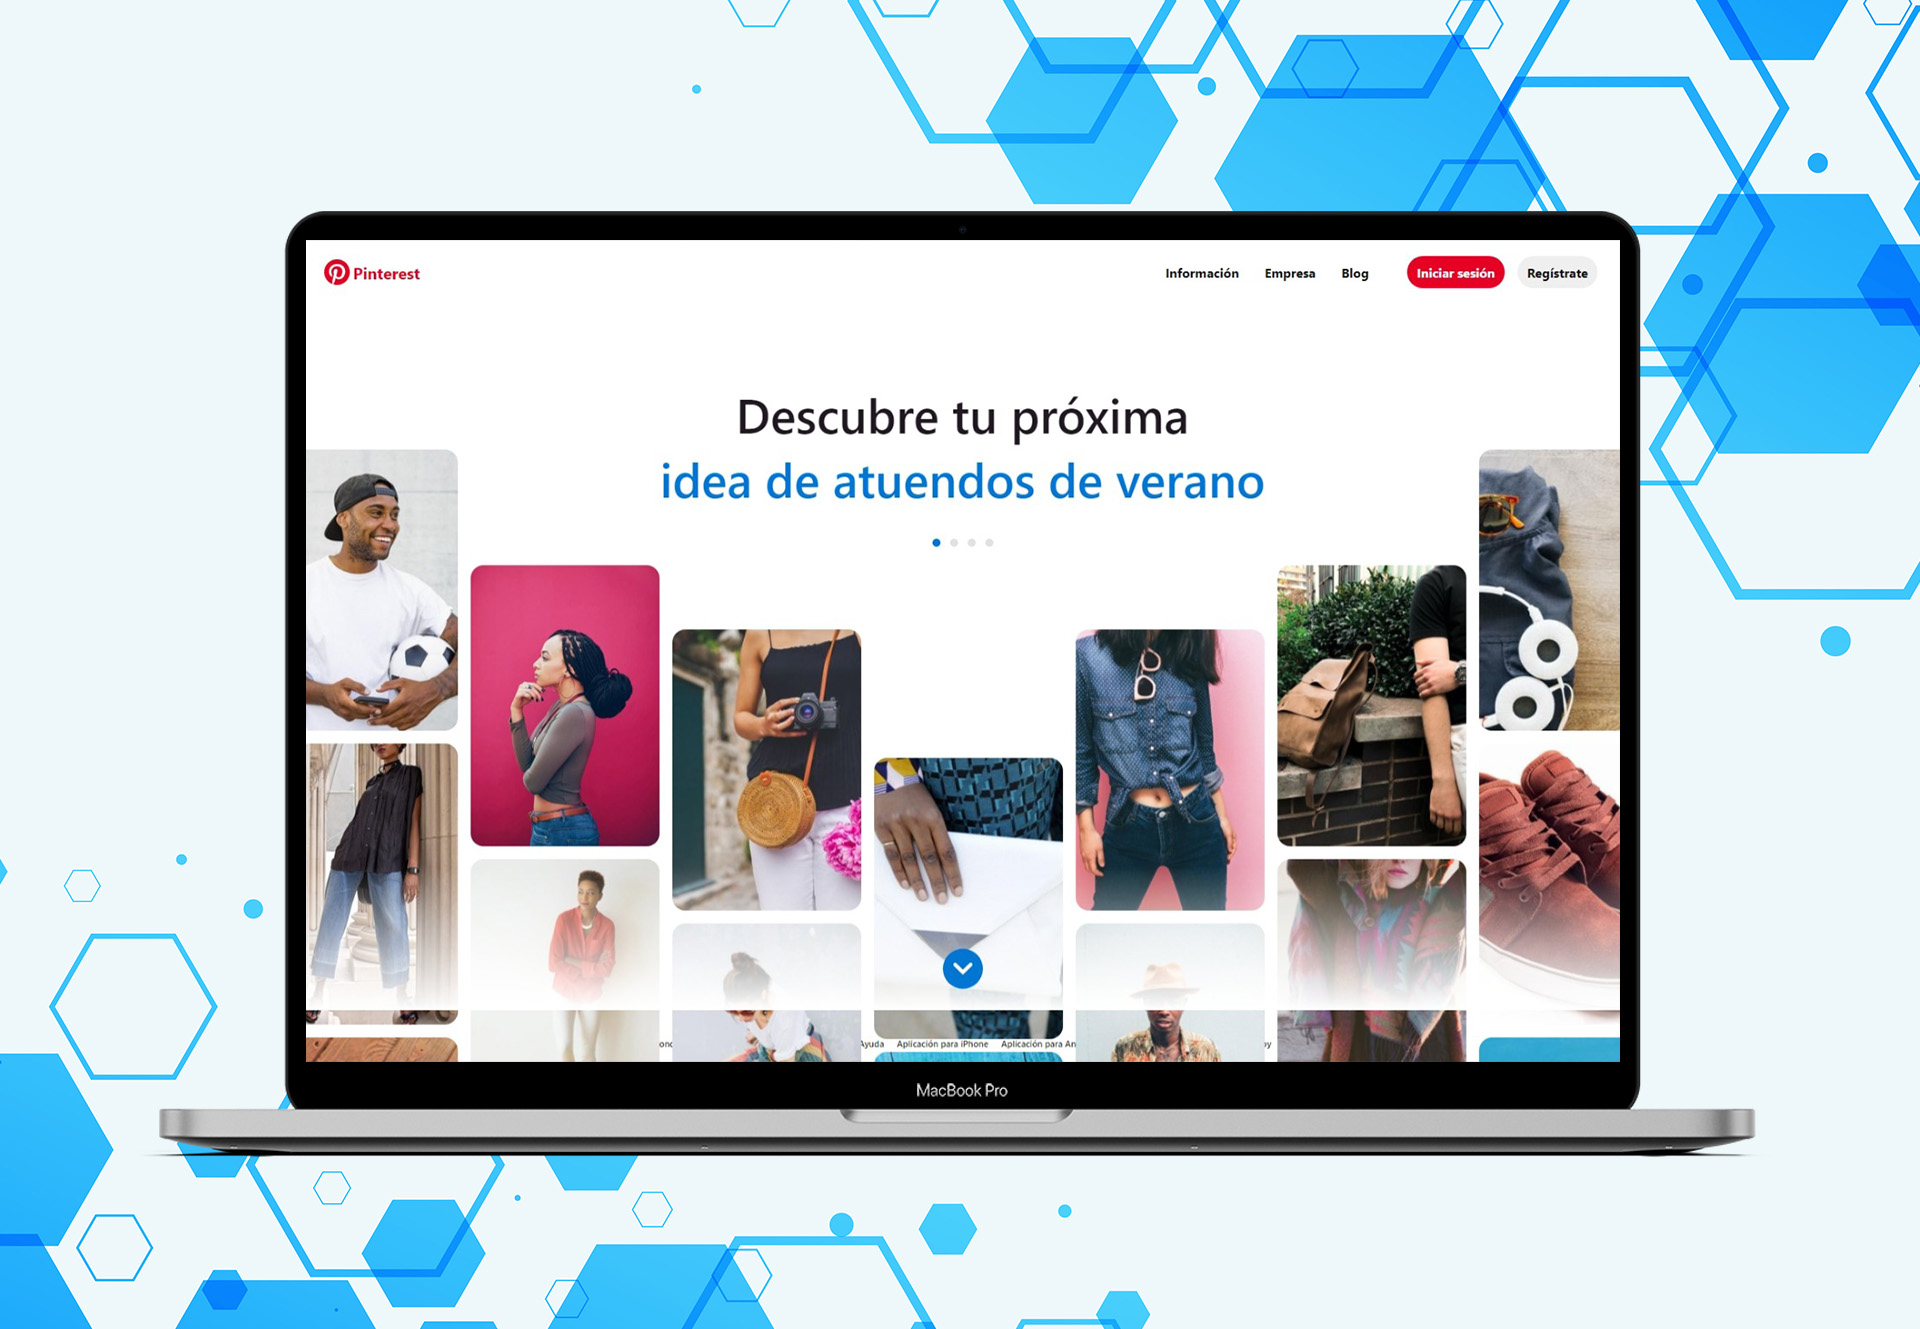 Pinterest
Información Empresa Blog Iniciar sesión Regístrate
Descubre tu próxima
idea de atuendos de verano
Ayuda Aplicación para iPhone Aplicación para
MacBook Pro